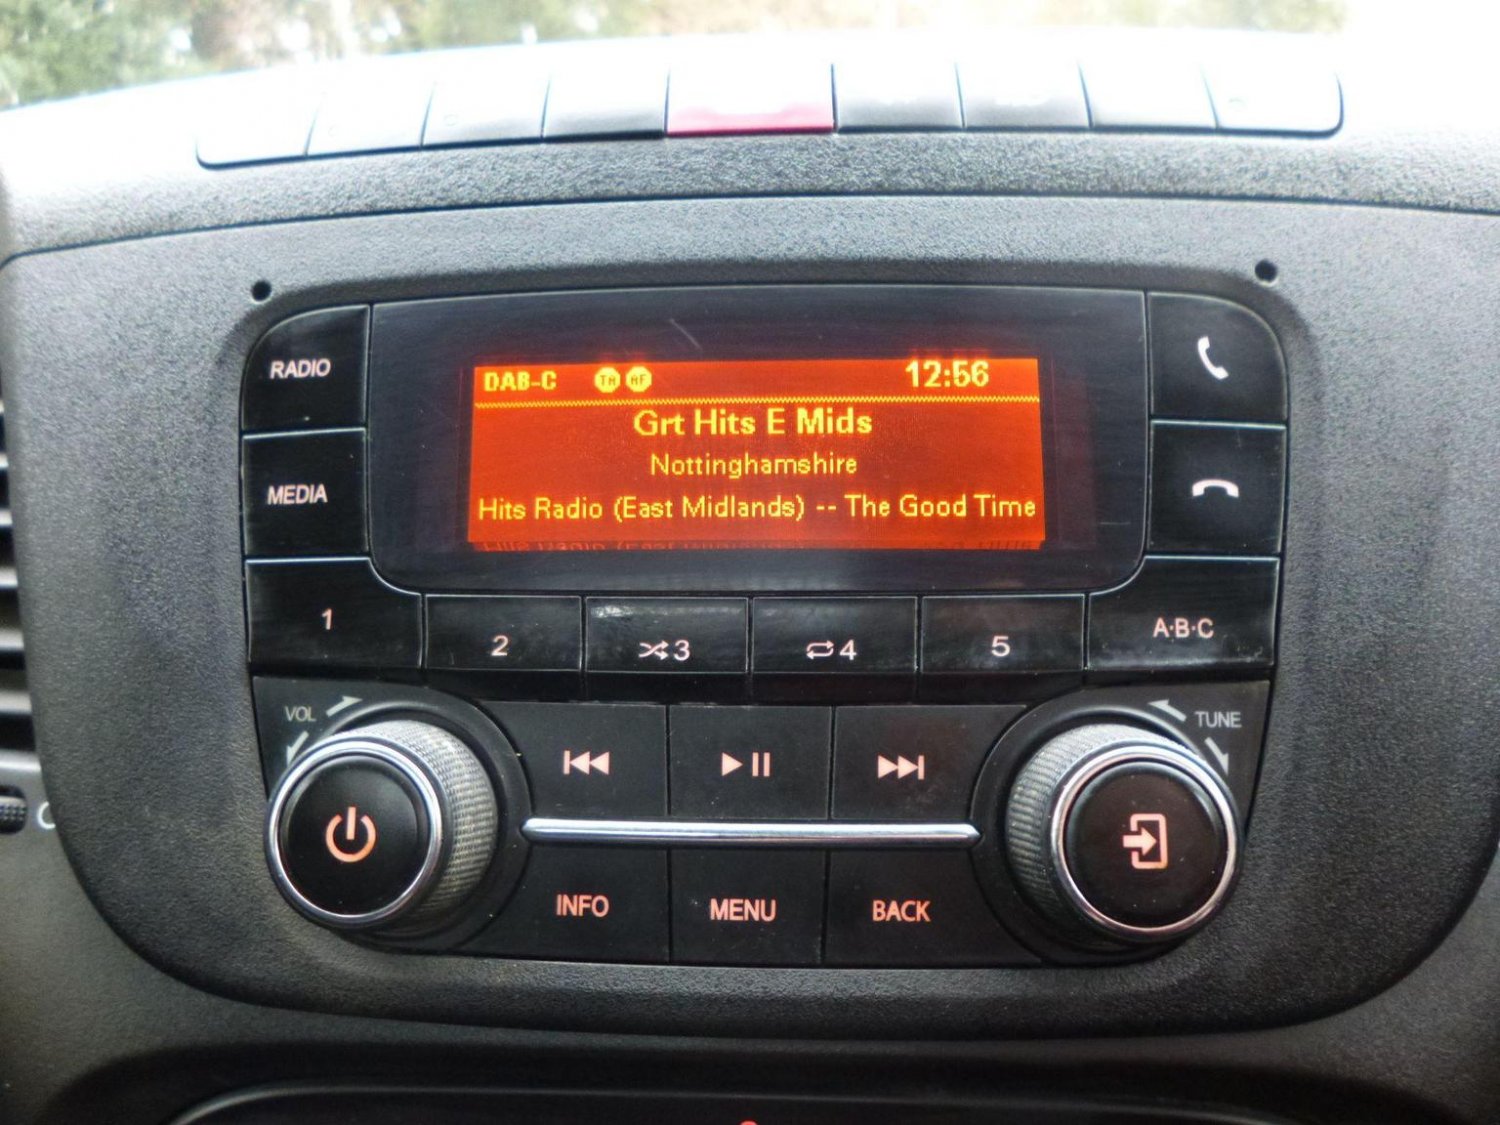 DAB-C TA AF 12:56
Grt Hits E Mids
Nottinghamshire
Hits Radio (East Midlands) -- The Good Time
RADIO
MEDIA
1
2
3
4
5
A·B·C
VOL
TUNE
INFO
MENU
BACK